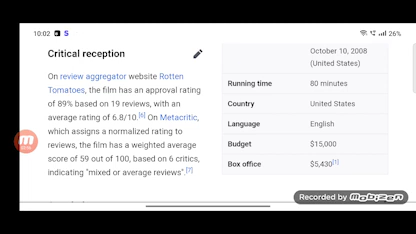 10:02 S 26%
Critical reception
On review aggregator website Rotten
Tomatoes, the film has an approval rating
of 89% based on 19 reviews, with an
average rating of 6.8/10.[6] On Metacritic,
which assigns a normalized rating to
reviews, the film has a weighted average
score of 59 out of 100, based on 6 critics,
indicating "mixed or average reviews".[7]
October 10, 2008
(United States)
Running time 80 minutes
Country United States
Language English
Budget $15,000
Box office $5,430[1]
Recorded by Mobizen